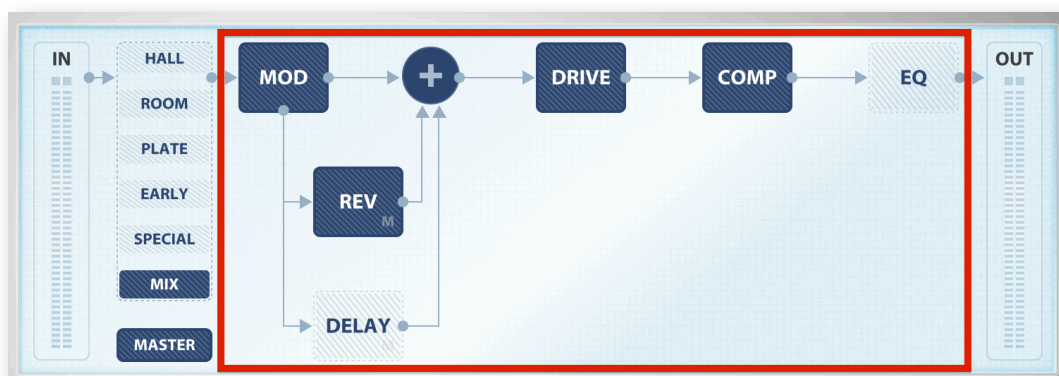 IN
HALL
ROOM
PLATE
EARLY
SPECIAL
MIX
MASTER
MOD
+
DRIVE
COMP
EQ
REV
M
DELAY
M
OUT